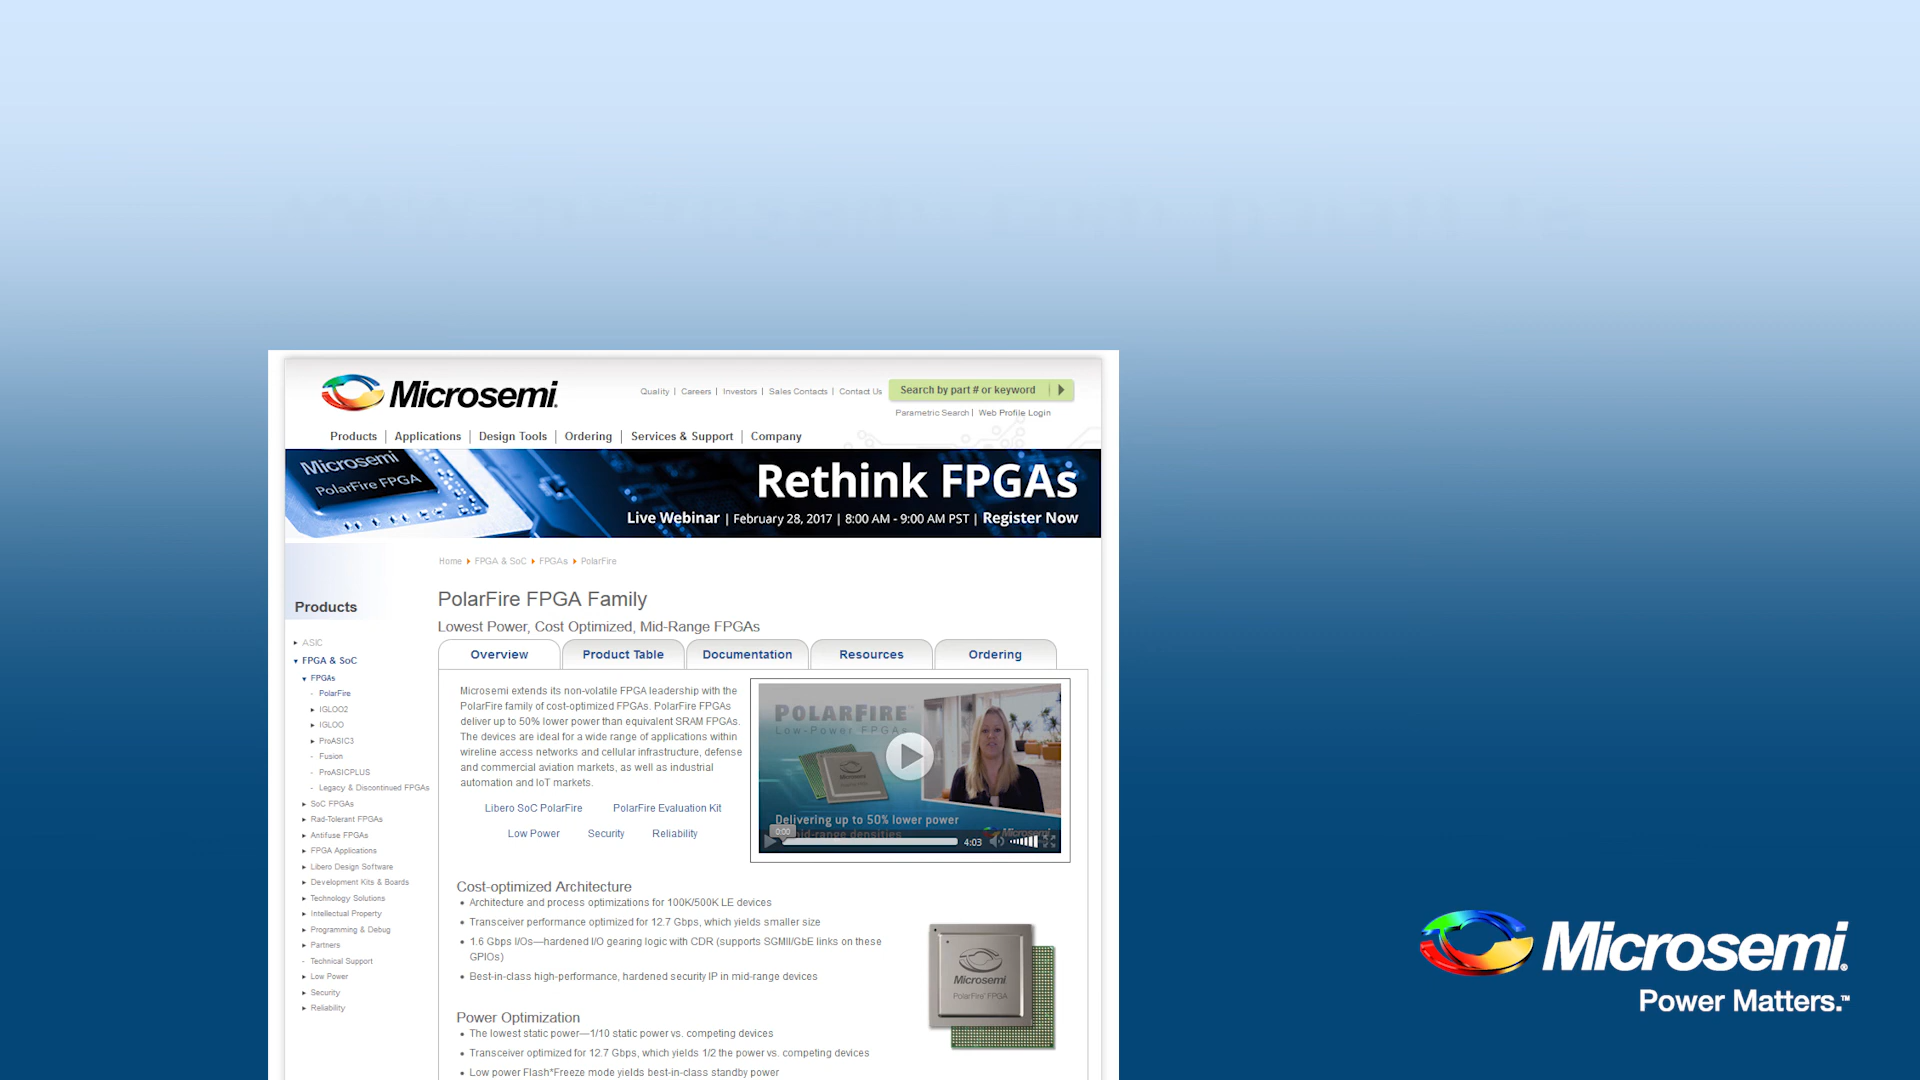 Microsemi.
Quality | Careers | Investors | Sales Contacts | Contact Us
Search by part # or keyword
Parametric Search | Web Profile Login
Products | Applications | Design Tools | Ordering | Services & Support | Company
Microsemi
PolarFire FPGA
Rethink FPGAs
Live Webinar | February 28, 2017 | 8:00 AM - 9:00 AM PST | Register Now
Home FPGA & SoC FPGAs PolarFire
Products
ASIC
FPGA & SoC
FPGAs
- PolarFire
IGLOO2
IGLOO
ProASIC3
- Fusion
- ProASICPLUS
- Legacy & Discontinued FPGAs
SoC FPGAs
Rad-Tolerant FPGAs
Antifuse FPGAs
FPGA Applications
Libero Design Software
Development Kits & Boards
Technology Solutions
Intellectual Property
Programming & Debug
Partners
- Technical Support
Low Power
Security
Reliability
PolarFire FPGA Family
Lowest Power, Cost Optimized, Mid-Range FPGAs
Overview Product Table Documentation Resources Ordering
Microsemi extends its non-volatile FPGA leadership with the
PolarFire family of cost-optimized FPGAs. PolarFire FPGAs
deliver up to 50% lower power than equivalent SRAM FPGAs.
The devices are ideal for a wide range of applications within
wireline access networks and cellular infrastructure, defense
and commercial aviation markets, as well as industrial
automation and IoT markets.
Libero SoC PolarFire PolarFire Evaluation Kit
Low Power Security Reliability
POLARFIRE™
Low-Power FPGAs
Delivering up to 50% lower power
mid-range densities
Microsemi
0:00
4:03
Cost-optimized Architecture
• Architecture and process optimizations for 100K/500K LE devices
• Transceiver performance optimized for 12.7 Gbps, which yields smaller size
• 1.6 Gbps I/Os—hardened I/O gearing logic with CDR (supports SGMII/GbE links on these
GPIOs)
• Best-in-class high-performance, hardened security IP in mid-range devices
Microsemi
PolarFire® FPGA
Power Optimization
• The lowest static power—1/10 static power vs. competing devices
• Transceiver optimized for 12.7 Gbps, which yields 1/2 the power vs. competing devices
• Low power Flash*Freeze mode yields best-in-class standby power
Microsemi®
Power Matters.™